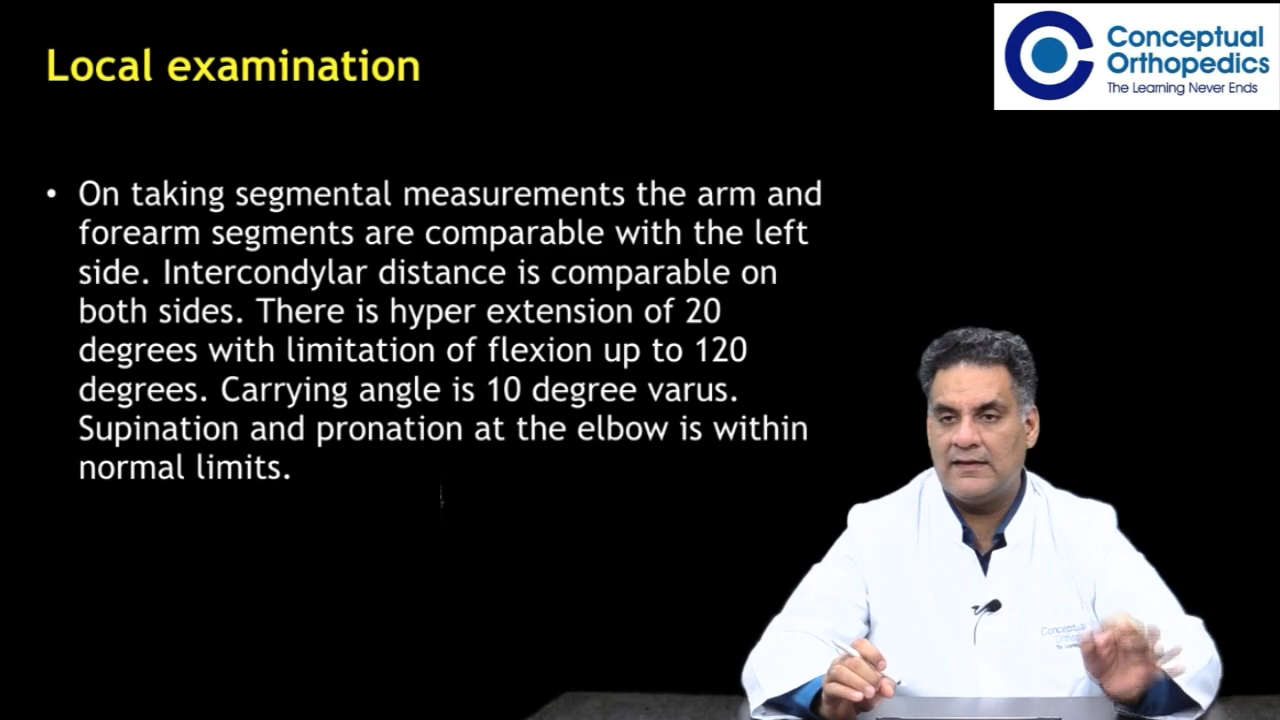 Local examination
Conceptual
Orthopedics
The Learning Never Ends
• On taking segmental measurements the arm and
forearm segments are comparable with the left
side. Intercondylar distance is comparable on
both sides. There is hyper extension of 20
degrees with limitation of flexion up to 120
degrees. Carrying angle is 10 degree varus.
Supination and pronation at the elbow is within
normal limits.
Conceptual